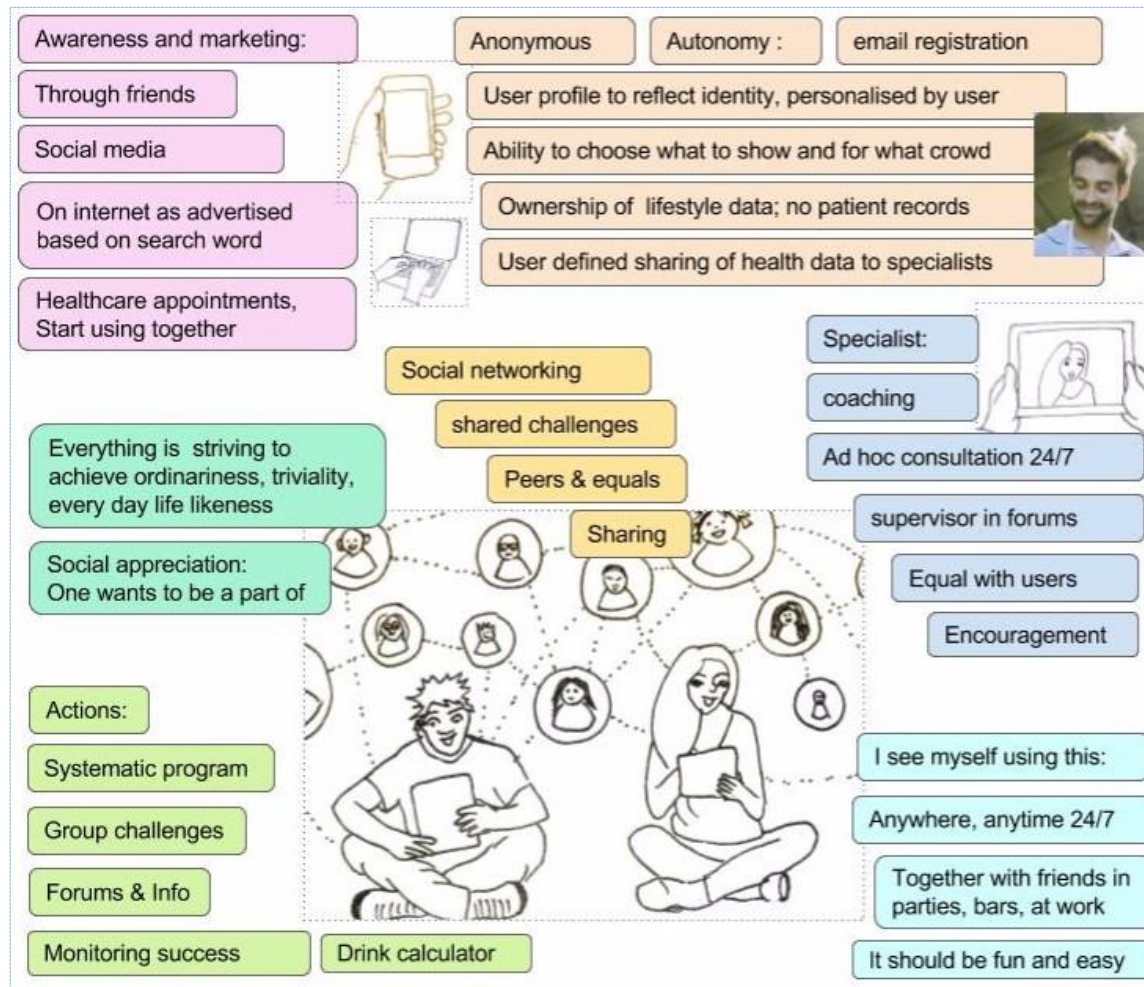 Awareness and marketing:
Through friends
Social media
On internet as advertised
based on search word
Healthcare appointments,
Start using together
Anonymous
Autonomy :
email registration
User profile to reflect identity, personalised by user
Ability to choose what to show and for what crowd
Ownership of lifestyle data; no patient records
User defined sharing of health data to specialists
Social networking
shared challenges
Peers & equals
Sharing
Specialist:
coaching
Ad hoc consultation 24/7
supervisor in forums
Equal with users
Encouragement
Everything is striving to
achieve ordinariness, triviality,
every day life likeness
Social appreciation:
One wants to be a part of
Actions:
Systematic program
Group challenges
Forums & Info
Monitoring success
Drink calculator
I see myself using this:
Anywhere, anytime 24/7
Together with friends in
parties, bars, at work
It should be fun and easy